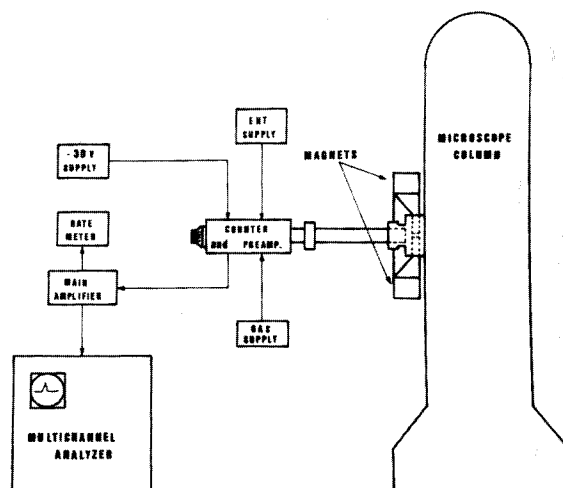 EHT
SUPPLY
MICROSCOPE
COLUMN
-30 V
SUPPLY
MAGNETS
RATE
METER
COUNTER
and PREAMP.
MAIN
AMPLIFIER
GAS
SUPPLY
MULTICHANNEL
ANALYZER